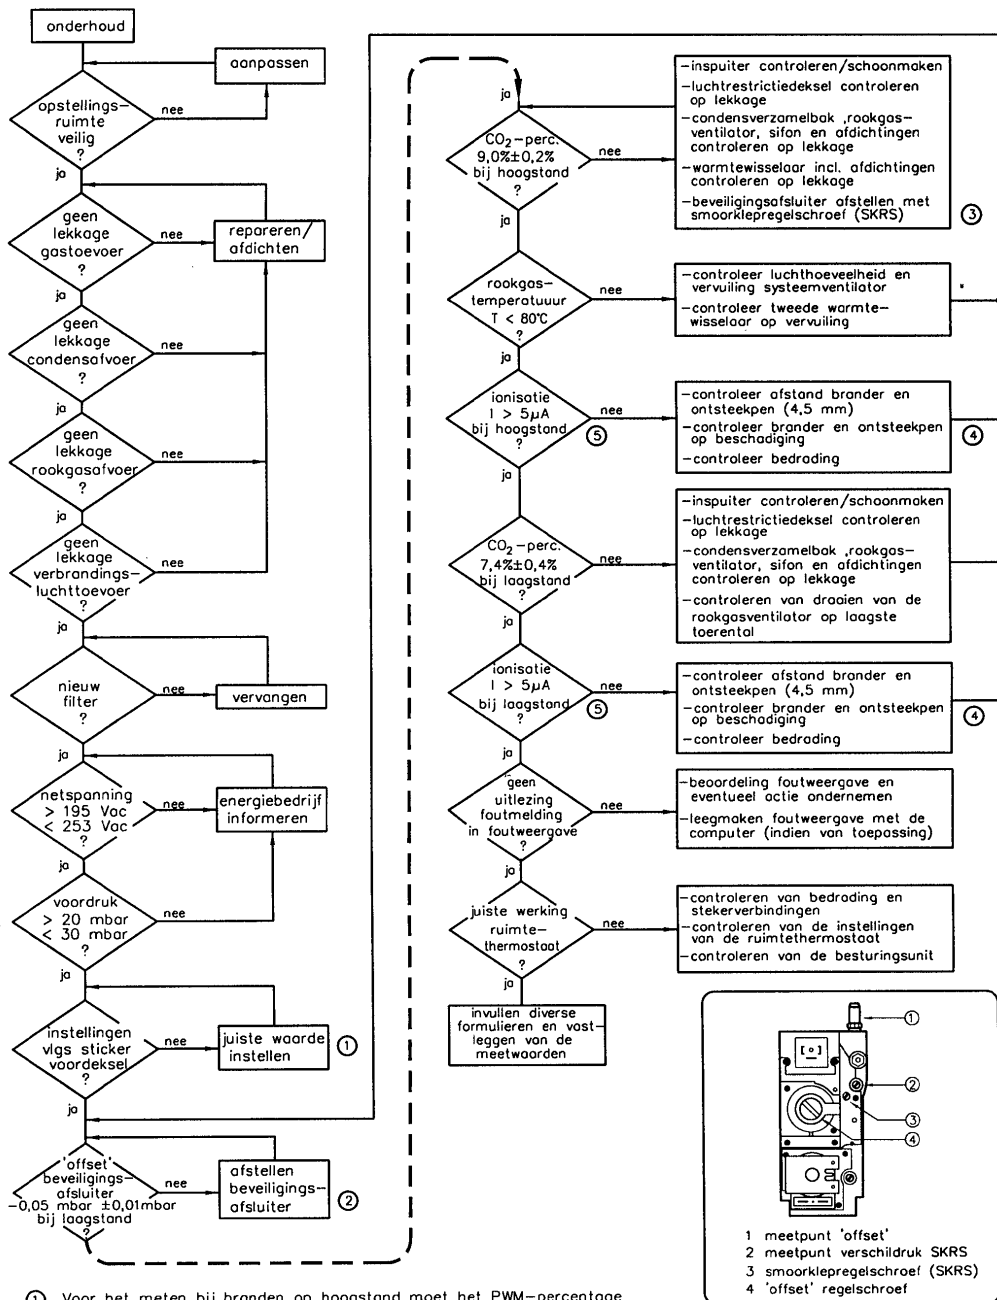 onderhoud
aanpassen
opstellings-
ruimte
veilig
?
nee
ja
geen
lekkage
gastoevoer
?
nee
repareren/
afdichten
ja
geen
lekkage
condensafvoer
?
nee
ja
geen
lekkage
rookgasafvoer
?
nee
ja
geen
lekkage
verbrandings-
luchttoevoer
?
nee
ja
nieuw
filter
?
nee
vervangen
ja
netspanning
> 195 Vac
< 253 Vac
?
nee
energiebedrijf
informeren
ja
voordruk
> 20 mbar
< 30 mbar
?
nee
ja
instellingen
vlgs sticker
voordeksel
?
nee
juiste waarde
instellen
1
ja
'offset'
beveiligings-
afsluiter
-0,05 mbar ±0,01mbar
bij laagstand
?
nee
afstellen
beveiligings-
afsluiter
2
ja
ja
CO2-perc.
9,0%±0,2%
bij hoogstand
?
nee
-inspuiter controleren/schoonmaken
-luchtrestrictiedeksel controleren
op lekkage
-condensverzamelbak ,rookgas-
ventilator, sifon en afdichtingen
controleren op lekkage
-warmtewisselaar incl. afdichtingen
controleren op lekkage
-beveiligingsafsluiter afstellen met
smoorklepregelschroef (SKRS)
3
ja
rookgas-
temperatuuur
T < 80°C
?
nee
-controleer luchthoeveelheid en
vervuiling systeemventilator
-controleer tweede warmte-
wisselaar op vervuiling
ja
ionisatie
I > 5µA
bij hoogstand
?
5
nee
-controleer afstand brander en
ontsteekpen (4,5 mm)
-controleer brander en ontsteekpen
op beschadiging
-controleer bedrading
4
ja
CO2-perc.
7,4%±0,4%
bij laagstand
?
nee
-inspuiter controleren/schoonmaken
-luchtrestrictiedeksel controleren
op lekkage
-condensverzamelbak ,rookgas-
ventilator, sifon en afdichtingen
controleren op lekkage
-controleren van draaien van de
rookgasventilator op laagste
toerental
ja
ionisatie
I > 5µA
bij laagstand
?
5
nee
-controleer afstand brander en
ontsteekpen (4,5 mm)
-controleer brander en ontsteekpen
op beschadiging
-controleer bedrading
4
ja
geen
uitlezing
foutmelding
in foutweergave
?
nee
-beoordeling foutweergave en
eventueel actie ondernemen
-leegmaken foutweergave met de
computer (indien van toepassing)
ja
juiste werking
ruimte-
thermostaat
?
nee
-controleren van bedrading en
stekerverbindingen
-controleren van de instellingen
van de ruimtethermostaat
-controleren van de besturingsunit
ja
invullen diverse
formulieren en vast-
leggen van de
meetwaarden
1
2
3
4
1 meetpunt 'offset'
2 meetpunt verschildruk SKRS
3 smoorklepregelschroef (SKRS)
4 'offset' regelschroef
1 Voor het meten bij branden op hoogstand moet het PWM-percentage